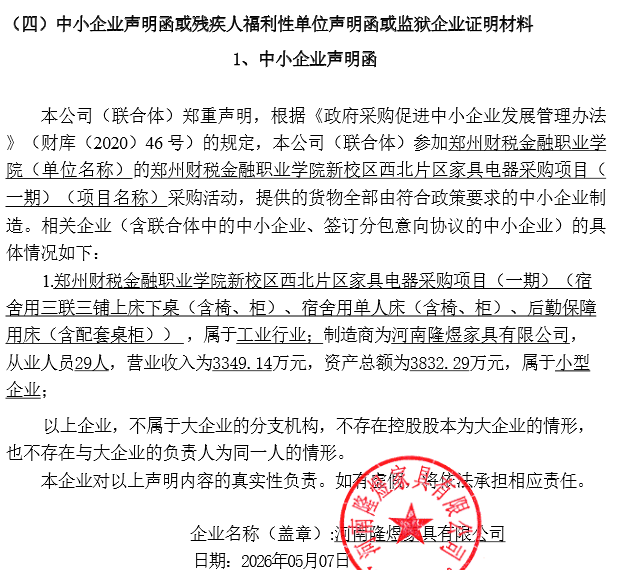 （四）中小企业声明函或残疾人福利性单位声明函或监狱企业证明材料
1、中小企业声明函
本公司（联合体）郑重声明，根据《政府采购促进中小企业发展管理办法
》（财库（2020）46 号）的规定，本公司（联合体）参加郑州财税金融职业学
院（单位名称）的郑州财税金融职业学院新校区西北片区家具电器采购项目（
一期）（项目名称）采购活动，提供的货物全部由符合政策要求的中小企业制
造。相关企业（含联合体中的中小企业、签订分包意向协议的中小企业）的具
体情况如下：
1.郑州财税金融职业学院新校区西北片区家具电器采购项目（一期）（宿
舍用三联三铺上床下桌（含椅、柜）、宿舍用单人床（含椅、柜）、后勤保障
用床（含配套桌柜）），属于工业行业；制造商为河南隆煜家具有限公司，
从业人员29人，营业收入为3349.14万元，资产总额为3832.29万元，属于小型
企业；
以上企业，不属于大企业的分支机构，不存在控股股本为大企业的情形，
也不存在与大企业的负责人为同一人的情形。
本企业对以上声明内容的真实性负责。如有虚假，将依法承担相应责任。
企业名称（盖章）:河南隆煜家具有限公司
日期：2026年05月07日
河南隆煜家具有限公司